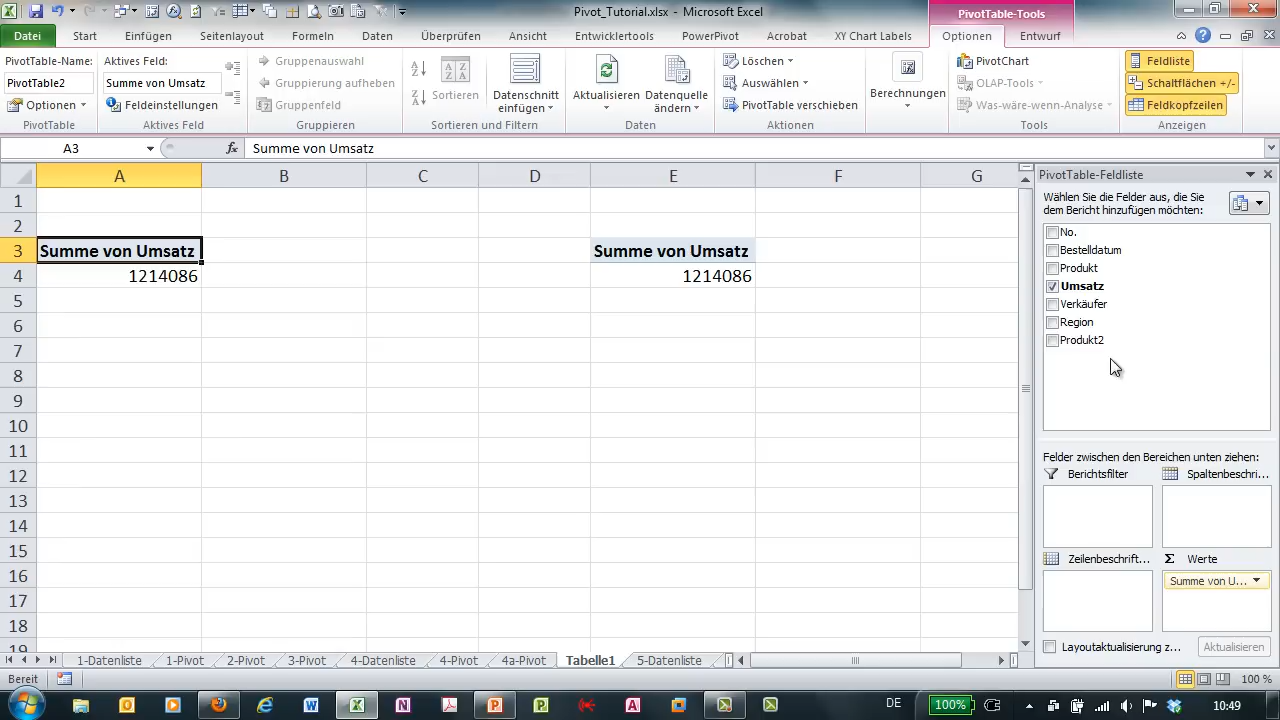 Pivot_Tutorial.xlsx - Microsoft Excel
PivotTable-Tools
Datei Start Einfügen Seitenlayout Formeln Daten Überprüfen Ansicht Entwicklertools PowerPivot Acrobat XY Chart Labels Optionen Entwurf
PivotTable-Name:
PivotTable2
Optionen
PivotTable
Aktives Feld:
Summe von Umsatz
Feldeinstellungen
Aktives Feld
Gruppenauswahl
Gruppierung aufheben
Gruppenfeld
Gruppieren
Sortieren
Datenschnitt
einfügen
Sortieren und Filtern
Aktualisieren
Datenquelle
ändern
Daten
Löschen
Auswählen
PivotTable verschieben
Aktionen
Berechnungen
PivotChart
OLAP-Tools
Was-wäre-wenn-Analyse
Tools
Feldliste
Schaltflächen +/-
Feldkopfzeilen
Anzeigen
A3 fx Summe von Umsatz
A B C D E F G
1
2
3 Summe von Umsatz Summe von Umsatz
4 1214086 1214086
5
6
7
8
9
10
11
12
13
14
15
16
17
18
19
PivotTable-Feldliste
Wählen Sie die Felder aus, die Sie
dem Bericht hinzufügen möchten:
No.
Bestelldatum
Produkt
Umsatz
Verkäufer
Region
Produkt2
Felder zwischen den Bereichen unten ziehen:
Berichtsfilter Spaltenbeschri...
Zeilenbeschrift... Σ Werte
Summe von U...
Layoutaktualisierung z... Aktualisieren
1-Datenliste 1-Pivot 2-Pivot 3-Pivot 4-Datenliste 4-Pivot 4a-Pivot Tabelle1 5-Datenliste
Bereit 100 %
DE 100% 10:49